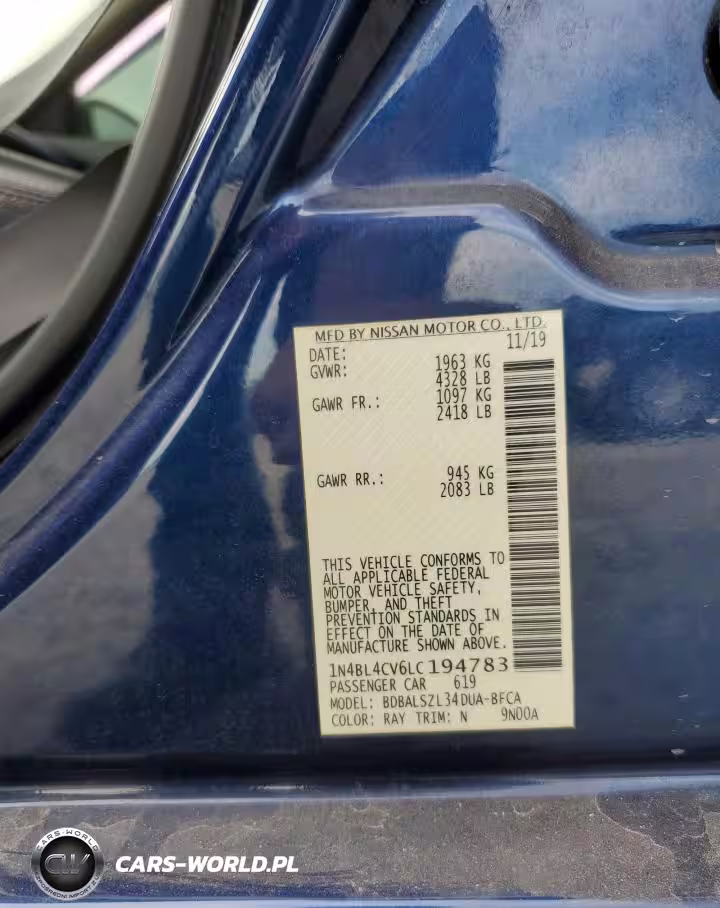 MFD BY NISSAN MOTOR CO., LTD.
DATE: 11/19
GVWR: 1963 KG
4328 LB
GAWR FR.: 1097 KG
2418 LB
GAWR RR.: 945 KG
2083 LB
THIS VEHICLE CONFORMS TO
ALL APPLICABLE FEDERAL
MOTOR VEHICLE SAFETY,
BUMPER, AND THEFT
PREVENTION STANDARDS IN
EFFECT ON THE DATE OF
MANUFACTURE SHOWN ABOVE.
1N4BL4CV6LC194783
PASSENGER CAR 619
MODEL: BDBALSZL34DUA-BFCA
COLOR: RAY TRIM: N 9N00A
CARS-WORLD
CW
CARS-WORLD.PL